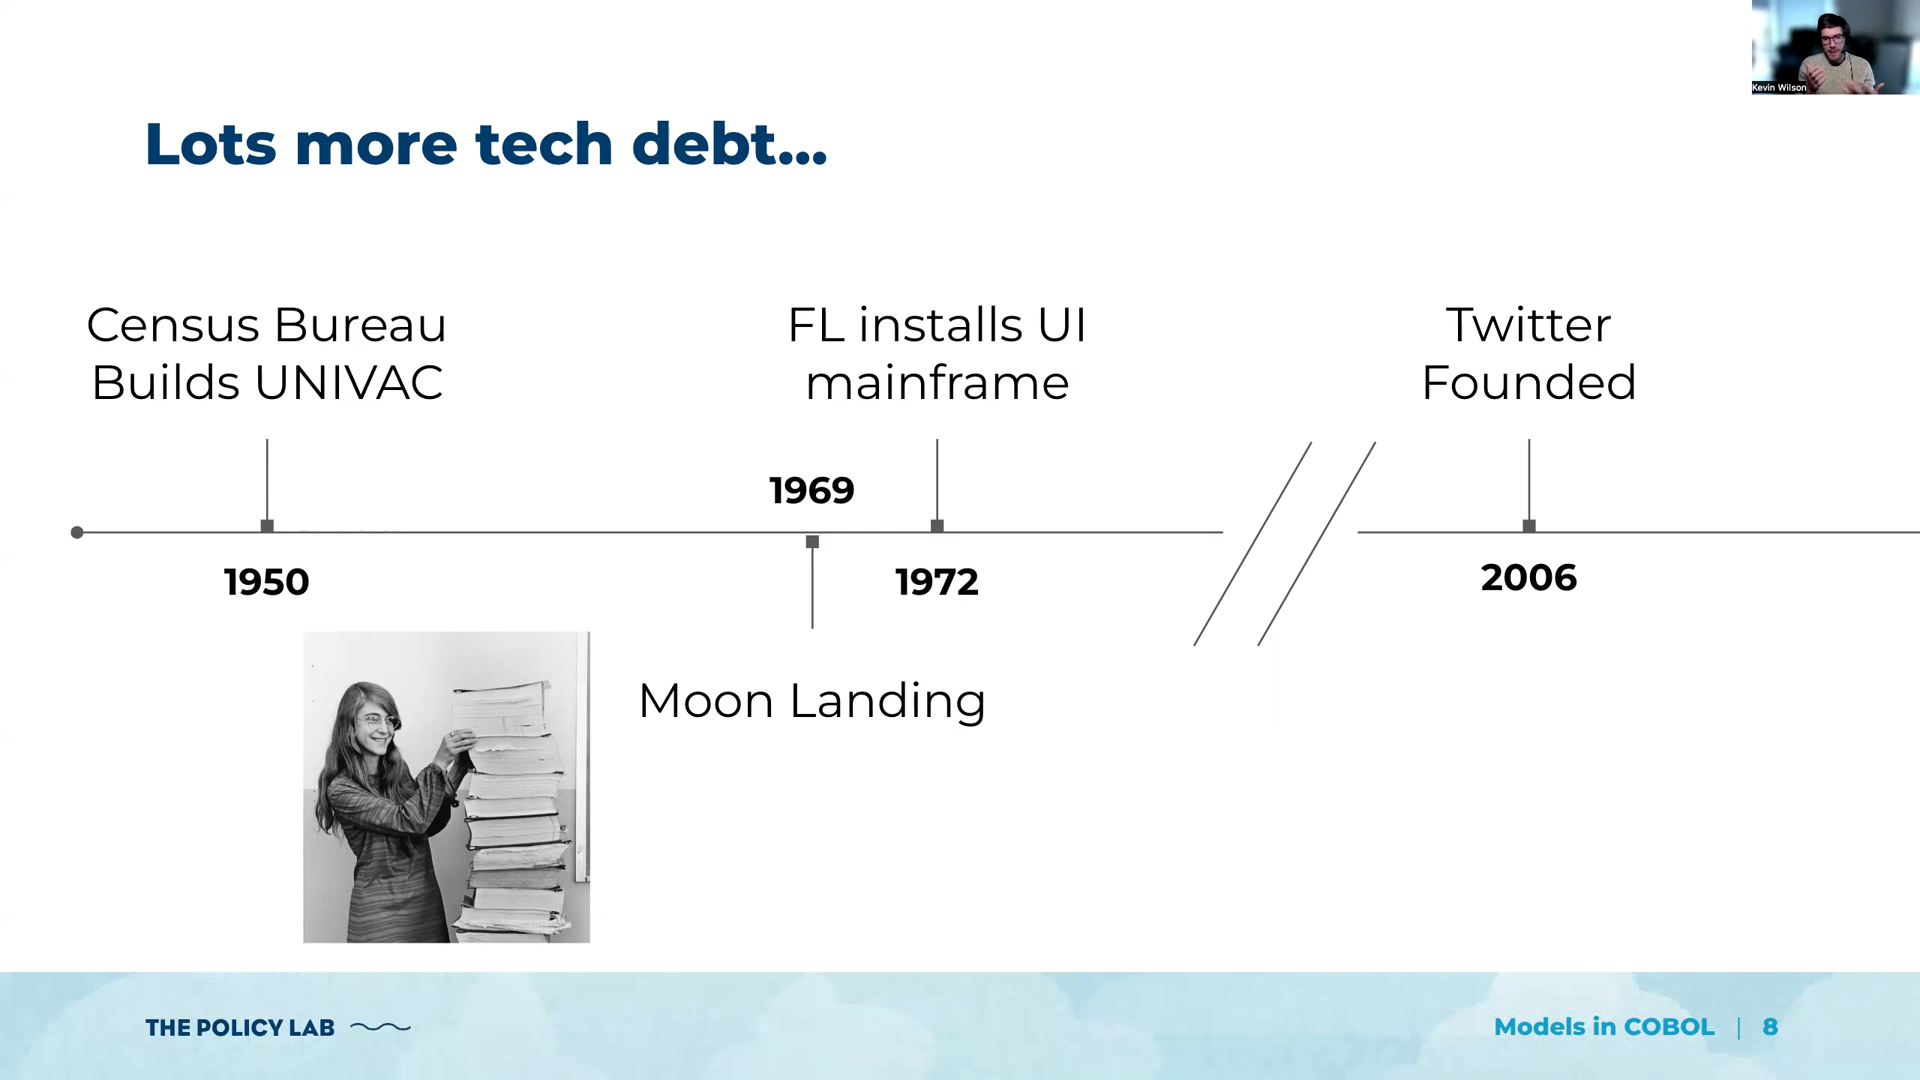 Kevin Wilson
Lots more tech debt...
Census Bureau
Builds UNIVAC
FL installs UI
mainframe
Twitter
Founded
1969
1950
1972
2006
Moon Landing
THE POLICY LAB
Models in COBOL | 8